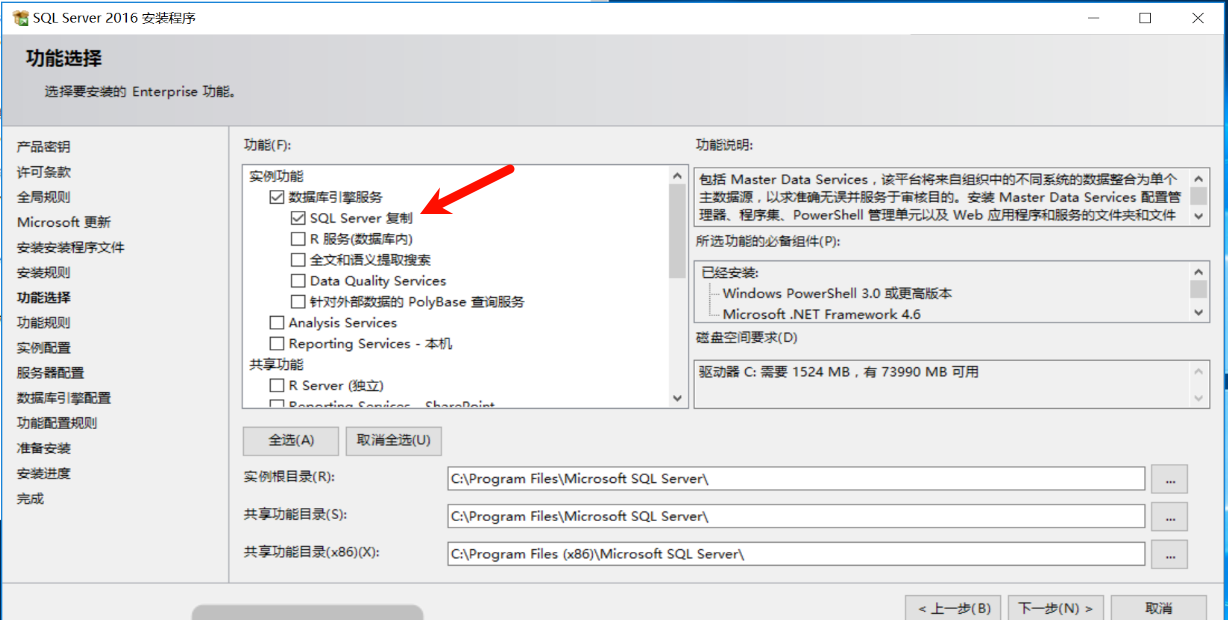 SQL Server 2016 安装程序
功能选择
选择要安装的 Enterprise 功能。
产品密钥
许可条款
全局规则
Microsoft 更新
安装安装程序文件
安装规则
功能选择
功能规则
实例配置
服务器配置
数据库引擎配置
功能配置规则
准备安装
安装进度
完成
功能(F):
实例功能
数据库引擎服务
SQL Server 复制
R 服务(数据库内)
全文和语义提取搜索
Data Quality Services
针对外部数据的 PolyBase 查询服务
Analysis Services
Reporting Services - 本机
共享功能
R Server (独立)
Reporting Services - SharePoint
全选(A)
取消全选(U)
功能说明:
包括 Master Data Services，该平台将来自组织中的不同系统的数据整合为单个
主数据源，以求准确无误并服务于审核目的。安装 Master Data Services 配置管
理器、程序集、PowerShell 管理单元以及 Web 应用程序和服务的文件夹和文件
所选功能的必备组件(P):
已经安装:
Windows PowerShell 3.0 或更高版本
Microsoft .NET Framework 4.6
磁盘空间要求(D)
驱动器 C: 需要 1524 MB，有 73990 MB 可用
实例根目录(R):
C:\Program Files\Microsoft SQL Server\
...
共享功能目录(S):
C:\Program Files\Microsoft SQL Server\
...
共享功能目录(x86)(X):
C:\Program Files (x86)\Microsoft SQL Server\
...
< 上一步(B)
下一步(N) >
取消